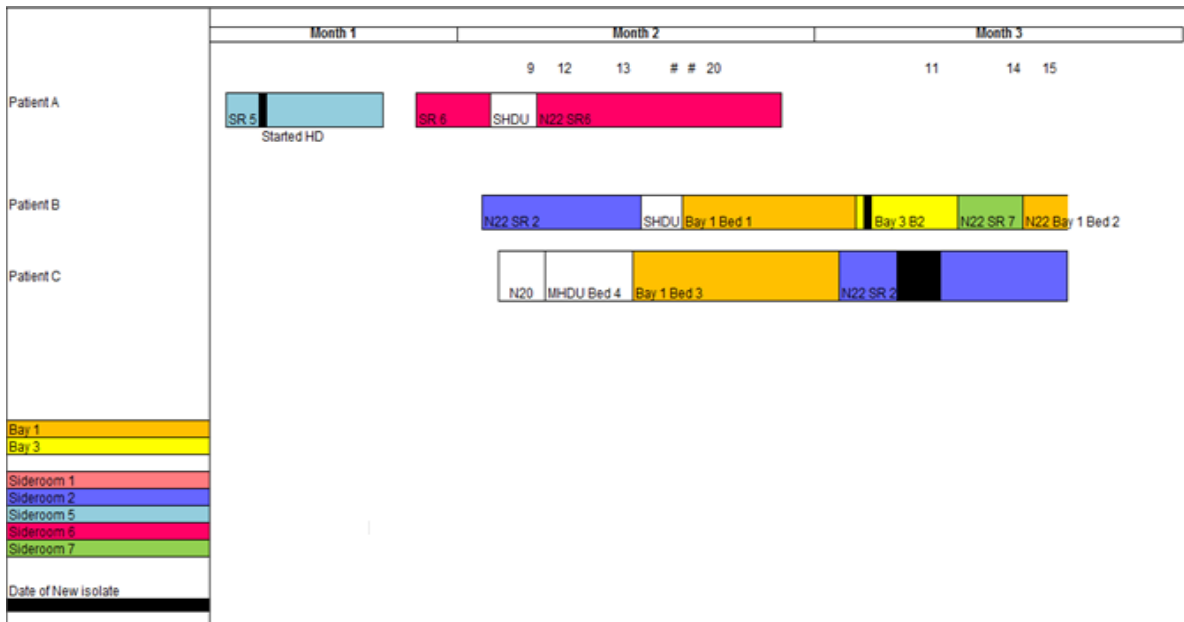 Month 1 Month 2 Month 3
9 12 13 # # 20 11 14 15
Patient A
SR 5 SR 6 SHDU N22 SR6
Started HD
Patient B
N22 SR 2 SHDU Bay 1 Bed 1 Bay 3 B2 N22 SR 7 N22 Bay 1 Bed 2
Patient C
N20 MHDU Bed 4 Bay 1 Bed 3 N22 SR 2
Bay 1
Bay 3
Sideroom 1
Sideroom 2
Sideroom 5
Sideroom 6
Sideroom 7
Date of New isolate